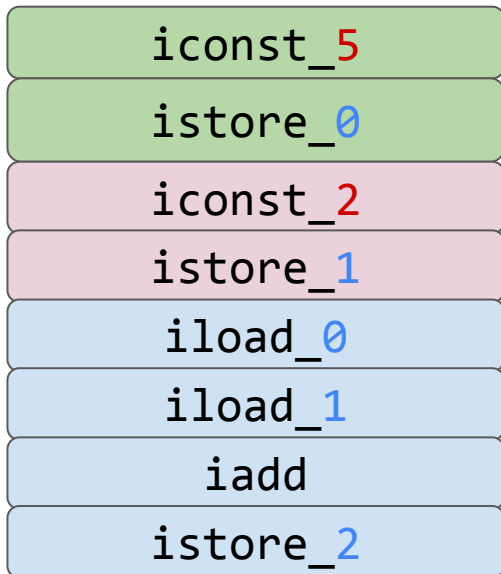 iconst_5
istore_0
iconst_2
istore_1
iload_0
iload_1
iadd
istore_2